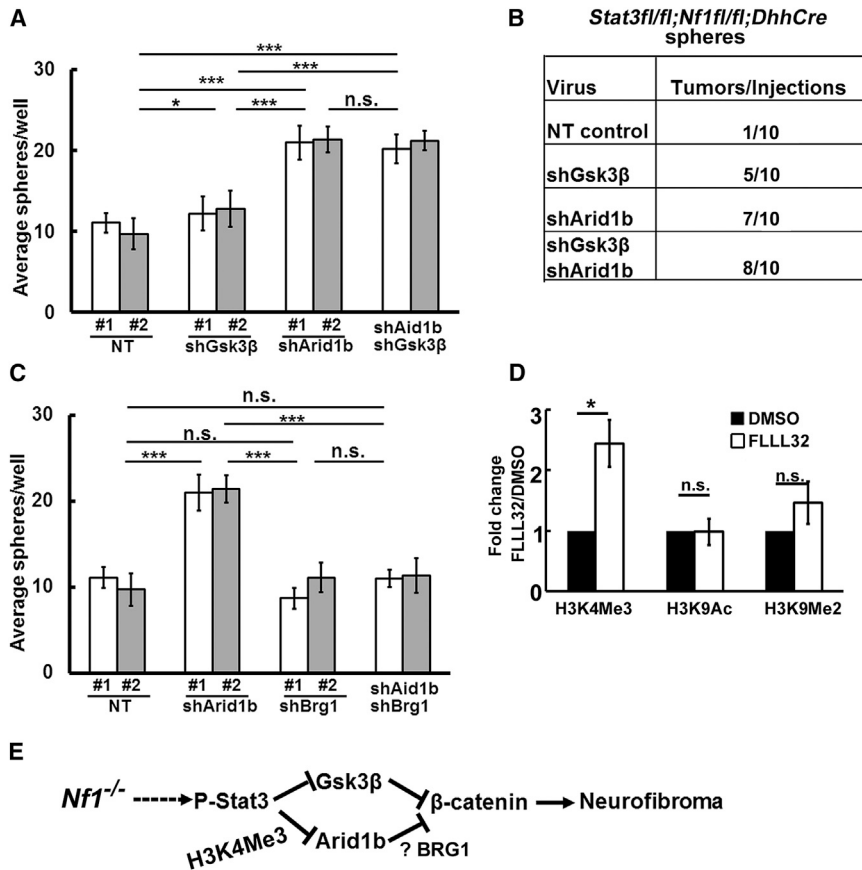 A
Average spheres/well
30
20
10
0
***
***
***
n.s.
*
***
#1 #2 #1 #2 #1 #2
NT shGsk3β shArid1b shAid1b
shGsk3β
B
Stat3fl/fl;Nf1fl/fl;DhhCre
spheres
Virus Tumors/Injections
NT control 1/10
shGsk3β 5/10
shArid1b 7/10
shGsk3β
shArid1b 8/10
C
Average spheres/well
30
20
10
0
n.s.
***
n.s.
***
***
n.s.
#1 #2 #1 #2 #1 #2
NT shArid1b shBrg1 shAid1b
shBrg1
D
Fold change
FLLL32/DMSO
3
2
1
0
*
n.s.
n.s.
DMSO
FLLL32
H3K4Me3 H3K9Ac H3K9Me2
E
Nf1-/- P-Stat3 Gsk3β β-catenin Neurofibroma
H3K4Me3 Arid1b ? BRG1